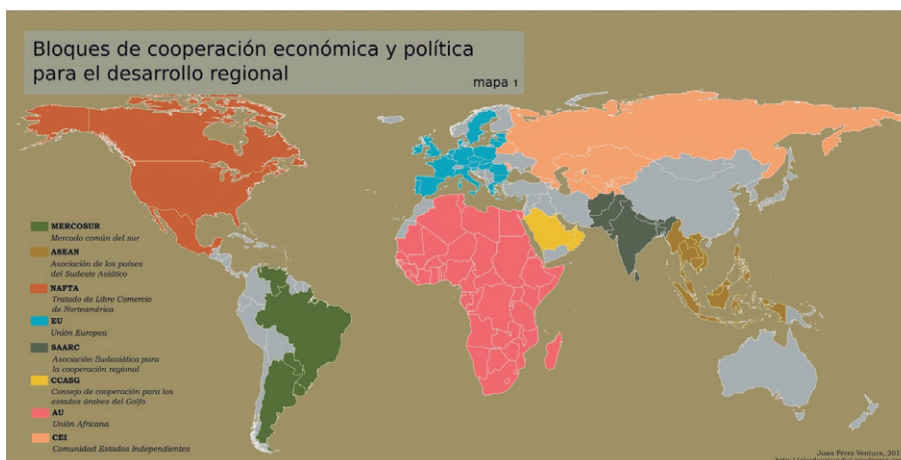 Bloques de cooperación económica y política
para el desarrollo regional
mapa 1
MERCOSUR
Mercado común del sur
ASEAN
Asociación de los países
del Sudeste Asiático
NAFTA
Tratado de Libre Comercio
de Norteamérica
EU
Unión Europea
SAARC
Asociación Sudasiática para
la cooperación regional
CCASG
Consejo de cooperación para los
estados árabes del Golfo
AU
Unión Africana
CEI
Comunidad Estados Independientes
Juan Pérez Ventura,